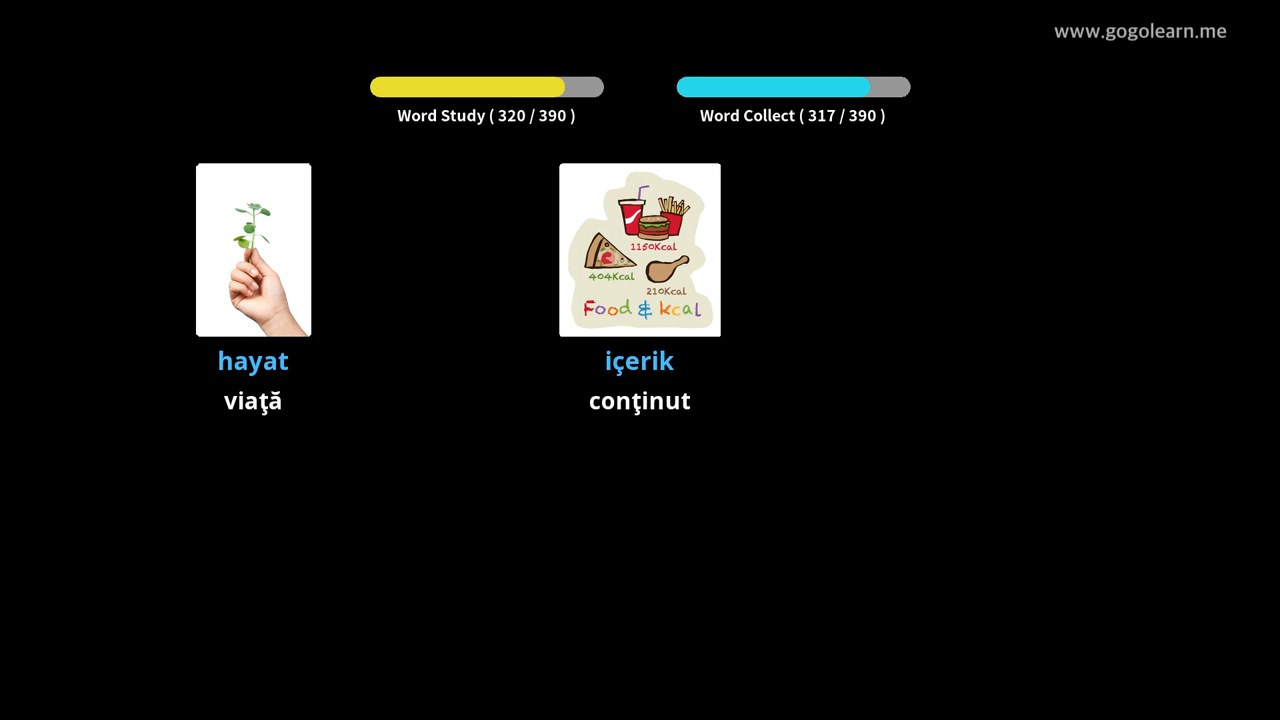 www.gogolearn.me
Word Study ( 320 / 390 )
Word Collect ( 317 / 390 )
1150Kcal
404Kcal
210Kcal
Food & kcal
hayat
içerik
viaţă
conţinut